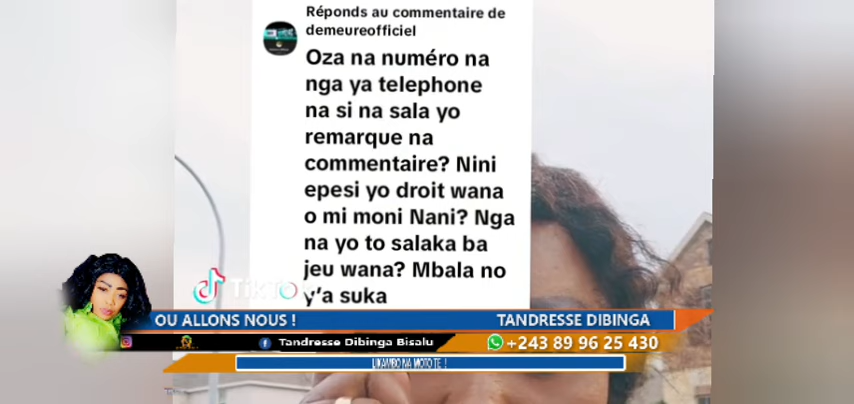 Réponds au commentaire de
demeureofficiel
Oza na numéro na
nga ya telephone
na si na sala yo
remarque na
commentaire? Nini
epesi yo droit wana
o mi moni Nani? Nga
na yo to salaka ba
jeu wana? Mbala no
y'a suka
TikTok
OU ALLONS NOUS !
TANDRESSE DIBINGA
Tandresse Dibinga Bisalu
+243 89 96 25 430
LIKAMBO NA MOTO TE !